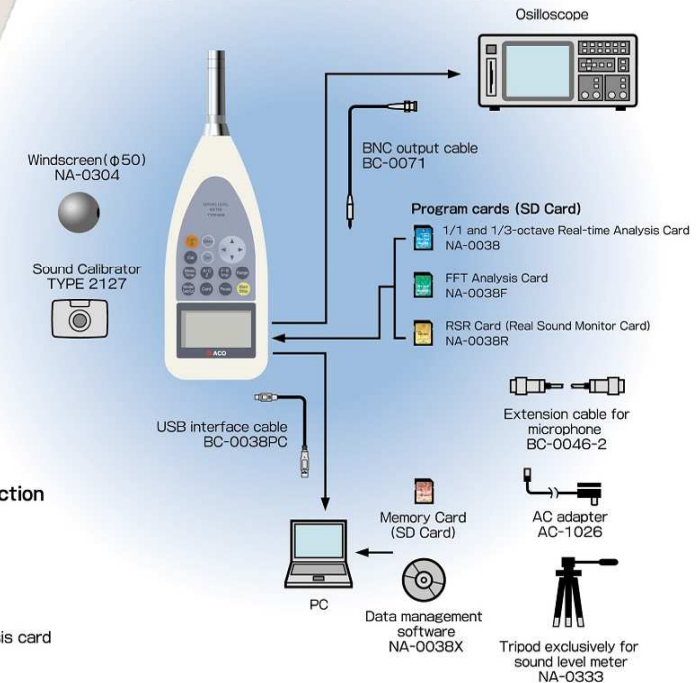 Osilloscope
BNC output cable
BC-0071
Windscreen(φ50)
NA-0304
Program cards (SD Card)
1/1 and 1/3-octave Real-time Analysis Card
NA-0038
FFT Analysis Card
NA-0038F
RSR Card (Real Sound Monitor Card)
NA-0038R
Sound Calibrator
TYPE 2127
ACO
USB interface cable
BC-0038PC
Extension cable for
microphone
BC-0046-2
ction
Memory Card
(SD Card)
AC adapter
AC-1026
PC
Data management
software
NA-0038X
is card
Tripod exclusively for
sound level meter
NA-0333